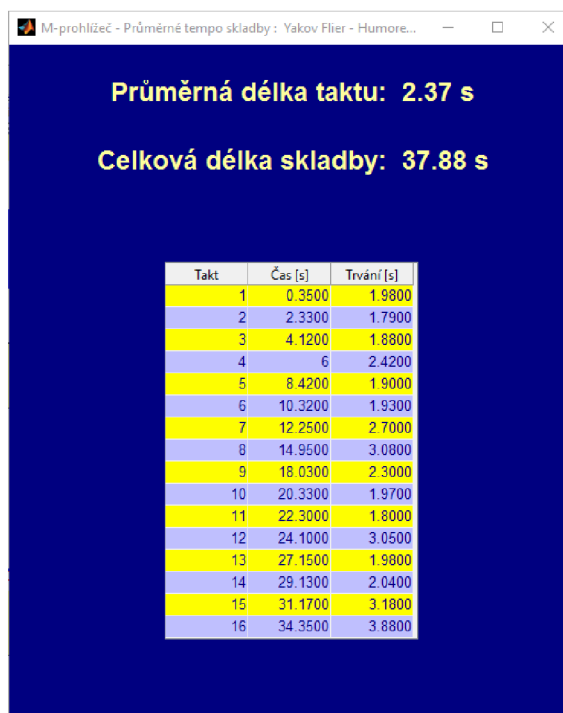 M-prohlížeč - Průměrné tempo skladby : Yakov Flier - Humore...
Průměrná délka taktu: 2.37 s
Celková délka skladby: 37.88 s
Takt Čas [s] Trvání [s]
1 0.3500 1.9800
2 2.3300 1.7900
3 4.1200 1.8800
4 6 2.4200
5 8.4200 1.9000
6 10.3200 1.9300
7 12.2500 2.7000
8 14.9500 3.0800
9 18.0300 2.3000
10 20.3300 1.9700
11 22.3000 1.8000
12 24.1000 3.0500
13 27.1500 1.9800
14 29.1300 2.0400
15 31.1700 3.1800
16 34.3500 3.8800